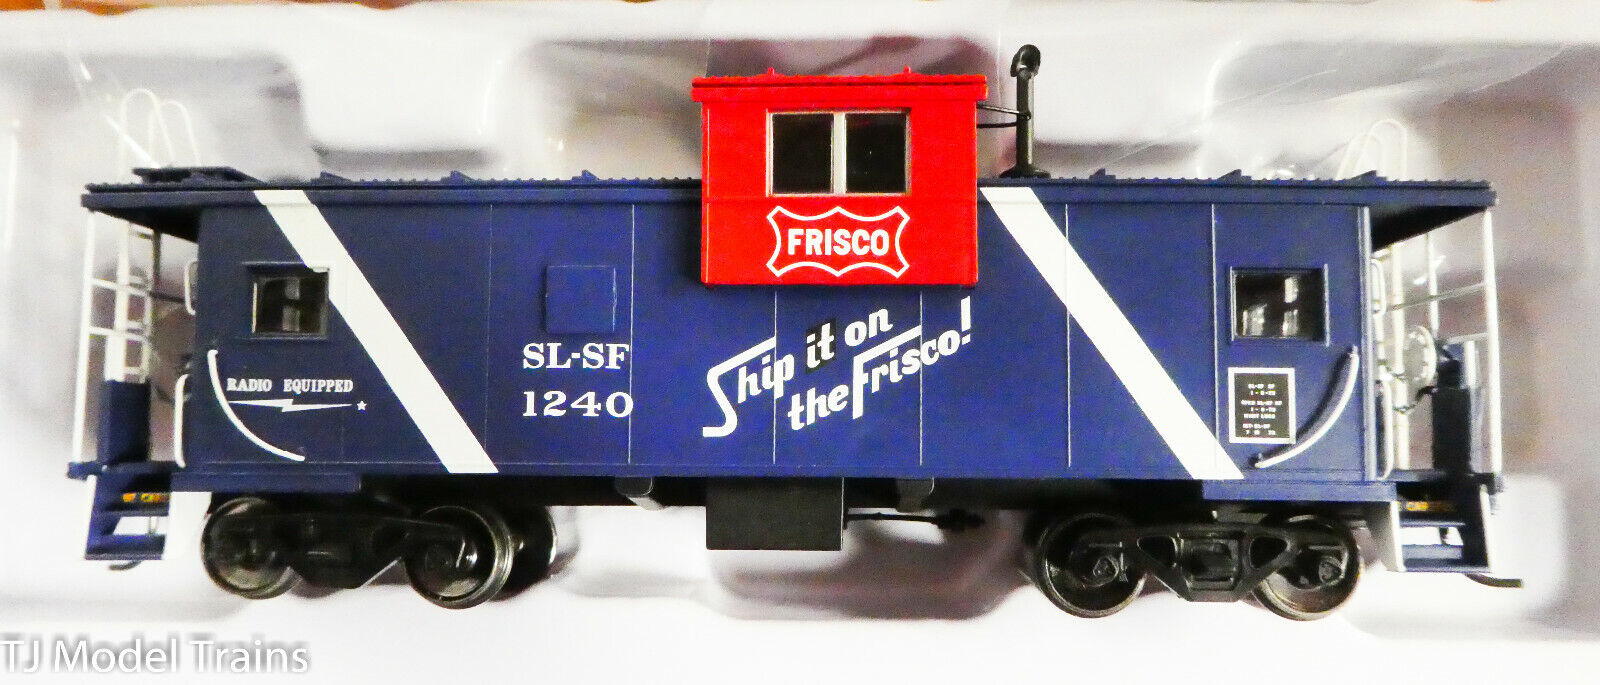 FRISCO
Ship it on
the Frisco!
SL-SF
1240
RADIO EQUIPPED
TJ Model Trains